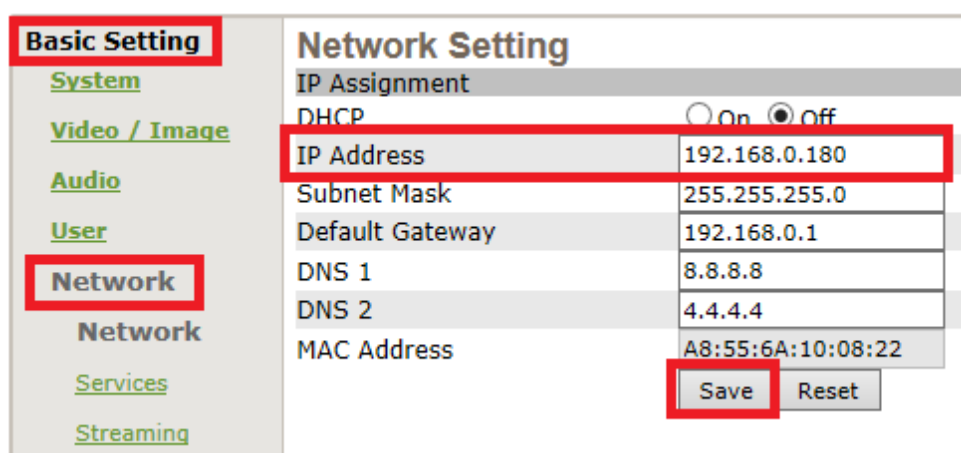 Basic Setting
System
Video / Image
Audio
User
Network
Network
Services
Streaming
Network Setting
IP Assignment
DHCP On Off
IP Address 192.168.0.180
Subnet Mask 255.255.255.0
Default Gateway 192.168.0.1
DNS 1 8.8.8.8
DNS 2 4.4.4.4
MAC Address A8:55:6A:10:08:22
Save Reset